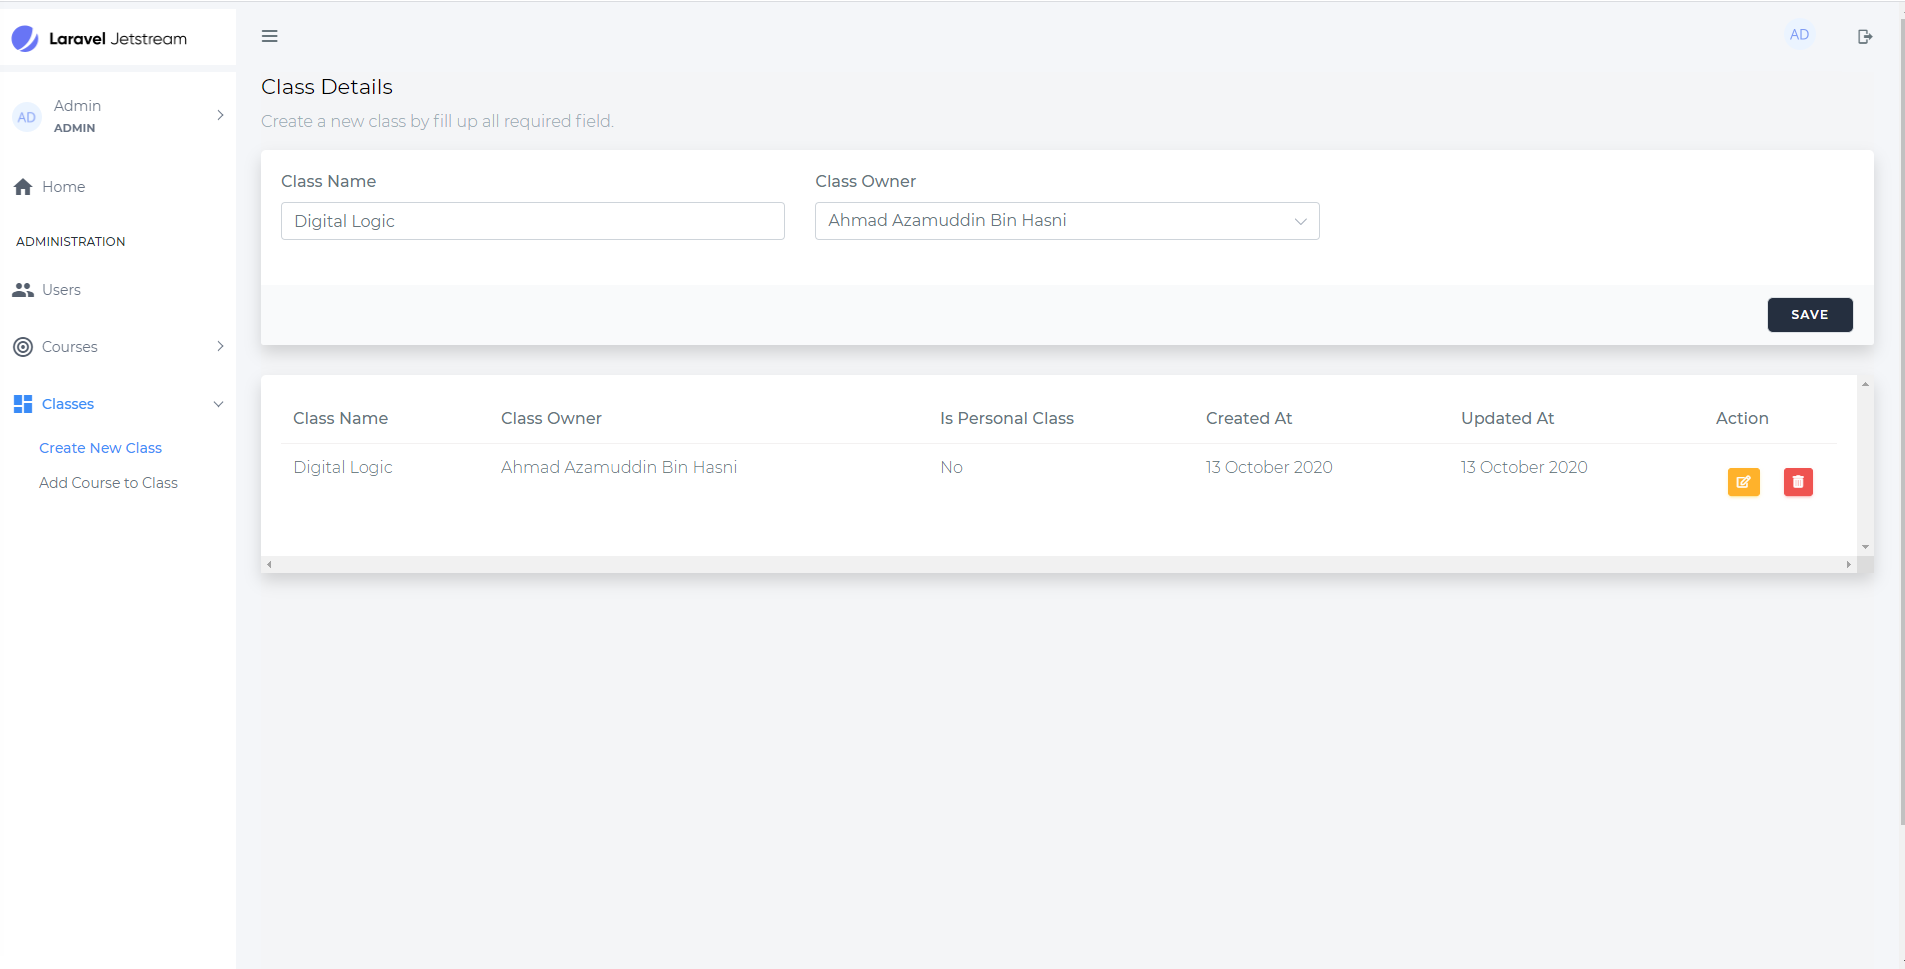 Laravel Jetstream
AD
AD
Admin
ADMIN
Home
ADMINISTRATION
Users
Courses
Classes
Create New Class
Add Course to Class
Class Details
Create a new class by fill up all required field.
Class Name Class Owner
Digital Logic Ahmad Azamuddin Bin Hasni
SAVE
Class Name Class Owner Is Personal Class Created At Updated At Action
Digital Logic Ahmad Azamuddin Bin Hasni No 13 October 2020 13 October 2020